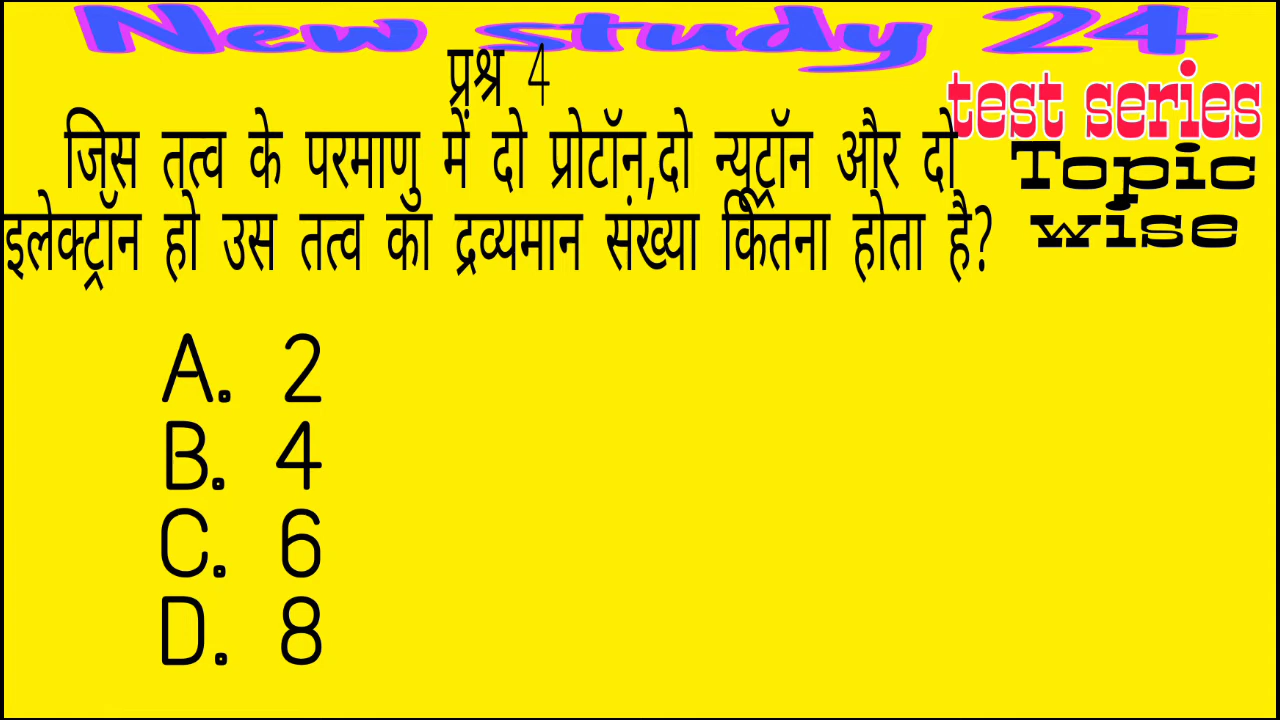 New study 24
प्रश्न 4
test series
Topic
wise
जिस तत्व के परमाणु में दो प्रोटॉन,दो न्यूट्रॉन और दो
इलेक्ट्रॉन हो उस तत्व का द्रव्यमान संख्या कितना होता है?
A. 2
B. 4
C. 6
D. 8